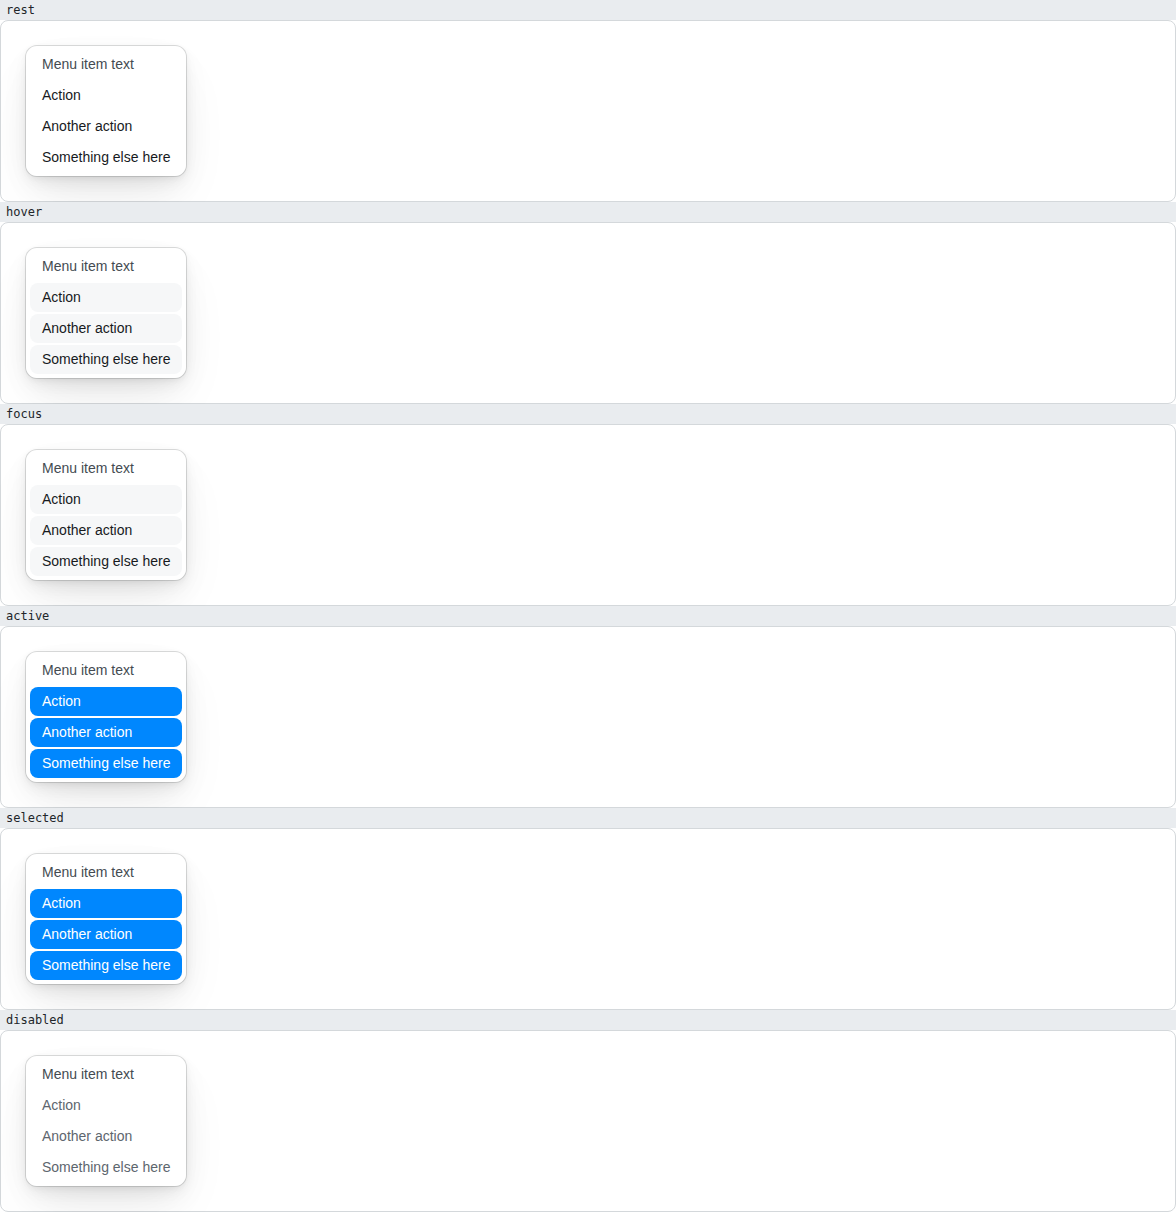 rest
Menu item text
Action
Another action
Something else here
hover
Menu item text
Action
Another action
Something else here
focus
Menu item text
Action
Another action
Something else here
active
Menu item text
Action
Another action
Something else here
selected
Menu item text
Action
Another action
Something else here
disabled
Menu item text
Action
Another action
Something else here